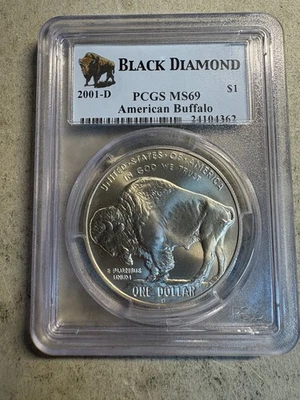 BLACK DIAMOND
2001-D PCGS MS69 $1
American Buffalo
24104362
UNITED·STATES·OF·AMERICA
IN GOD WE TRUST
E PLURIBUS
UNUM
ONE DOLLAR
D